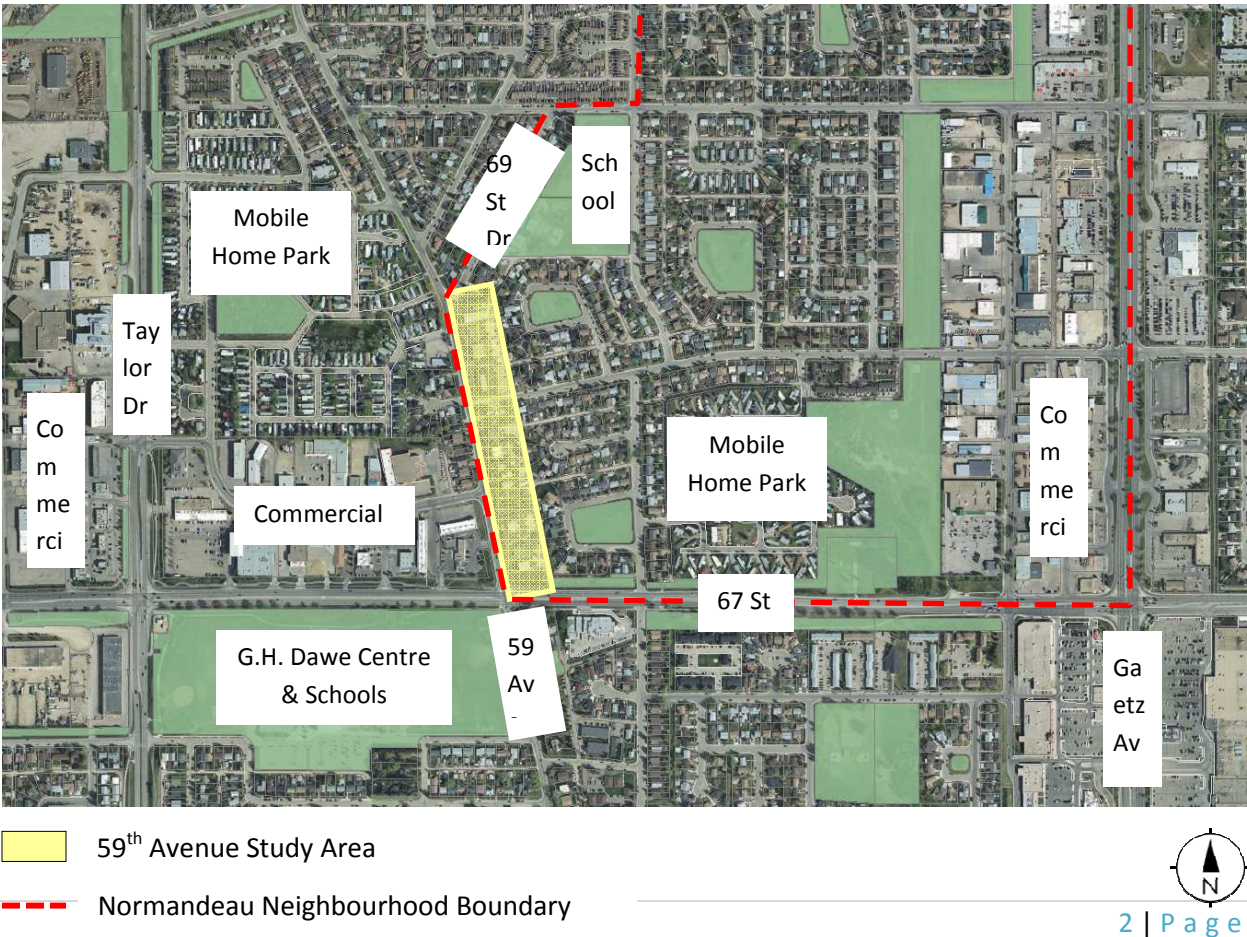 69
St
Dr
Sch
ool
Mobile
Home Park
Tay
lor
Dr
Co
m
me
rci
Commercial
Mobile
Home Park
Co
m
me
rci
67 St
G.H. Dawe Centre
& Schools
59
Av
Ga
etz
Av
59th Avenue Study Area
N
Normandeau Neighbourhood Boundary
2 | Page